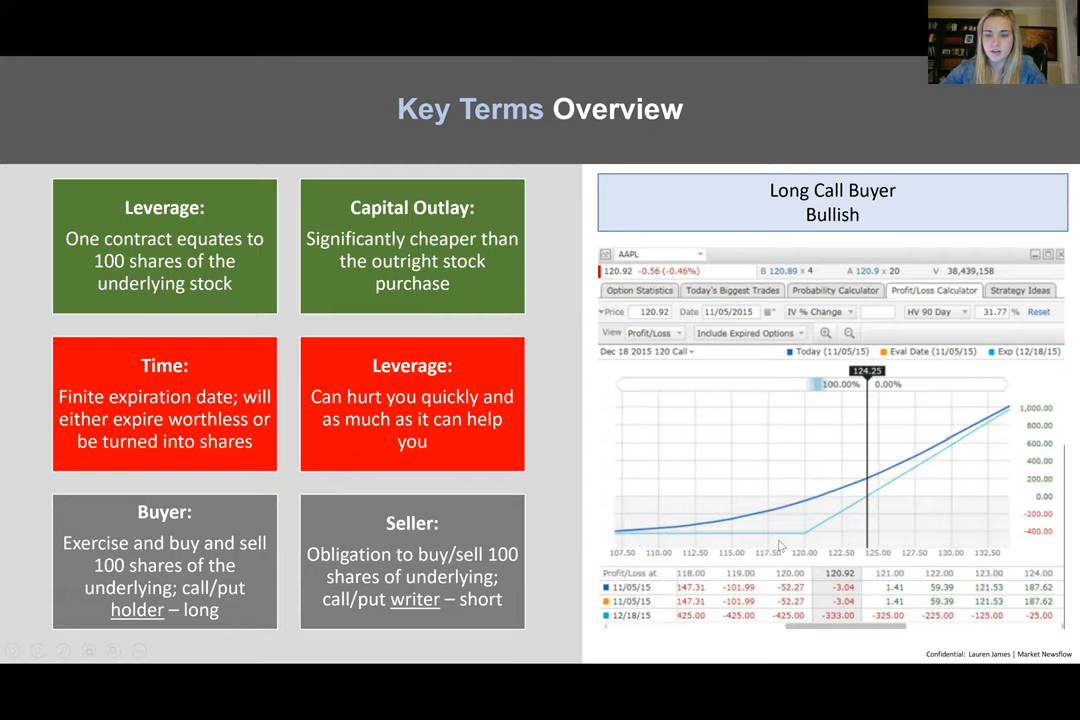 Key Terms Overview
Leverage:
One contract equates to
100 shares of the
underlying stock
Capital Outlay:
Significantly cheaper than
the outright stock
purchase
Time:
Finite expiration date; will
either expire worthless or
be turned into shares
Leverage:
Can hurt you quickly and
as much as it can help
you
Buyer:
Exercise and buy and sell
100 shares of the
underlying; call/put
holder – long
Seller:
Obligation to buy/sell 100
shares of underlying;
call/put writer – short
Long Call Buyer
Bullish
AAPL
120.92 -0.56 (-0.46%) B 120.89 x 4 A 120.9 x 20 V 38,439,158
Option Statistics Today's Biggest Trades Probability Calculator Profit/Loss Calculator Strategy Ideas
Price 120.92 Date 11/05/2015 IV % Change HV 90 Day 31.77 % Reset
View Profit/Loss Include Expired Options
Dec 18 2015 120 Call Today (11/05/15) Eval Date (11/05/15) Exp (12/18/15)
124.25
100.00% 0.00%
1,000.00
800.00
600.00
400.00
200.00
0.00
-200.00
-400.00
107.50 110.00 112.50 115.00 117.50 120.00 122.50 125.00 127.50 130.00 132.50
Profit/Loss at 118.00 119.00 120.00 120.92 121.00 122.00 123.00 124.00
11/05/15 147.31 -101.99 -52.27 -3.04 1.41 59.39 121.53 187.62
11/05/15 147.31 -101.99 -52.27 -3.04 1.41 59.39 121.53 187.62
12/18/15 425.00 -425.00 -425.00 -333.00 -325.00 -225.00 -125.00 -25.00
Confidential: Lauren James | Market Newsflow